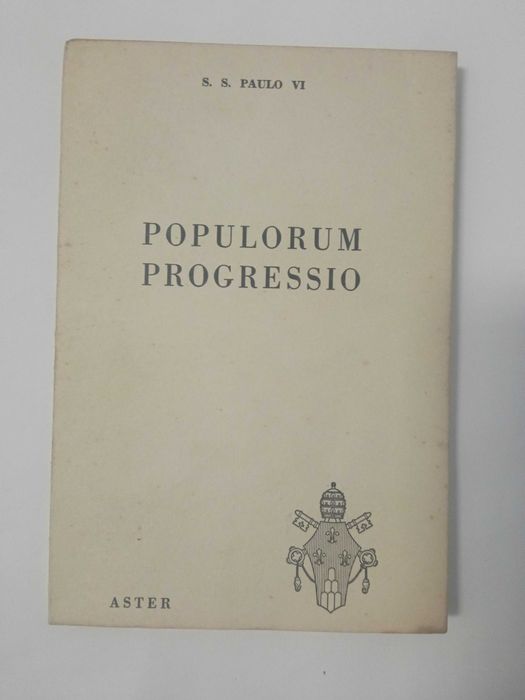 S. S. PAULO VI
POPULORUM
PROGRESSIO
ASTER